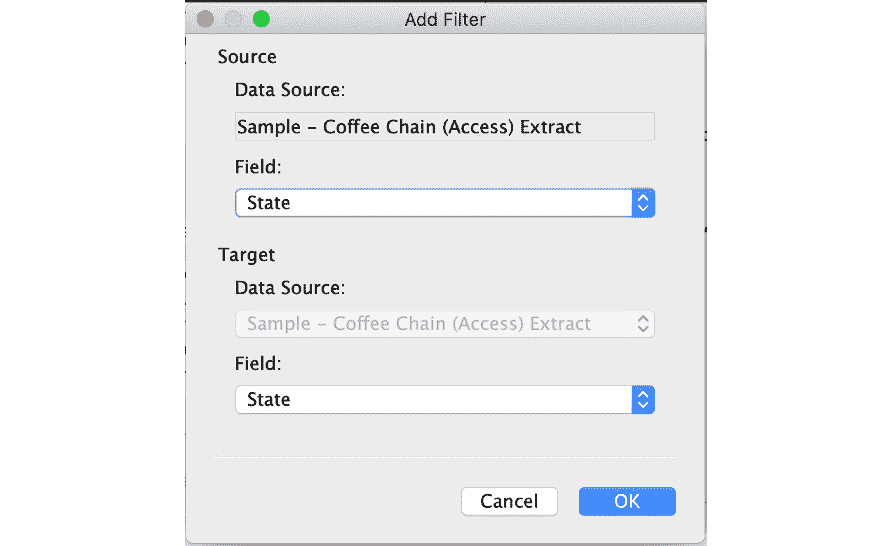 Add Filter
Source
Data Source:
Sample – Coffee Chain (Access) Extract
Field:
State
Target
Data Source:
Sample – Coffee Chain (Access) Extract
Field:
State
Cancel OK